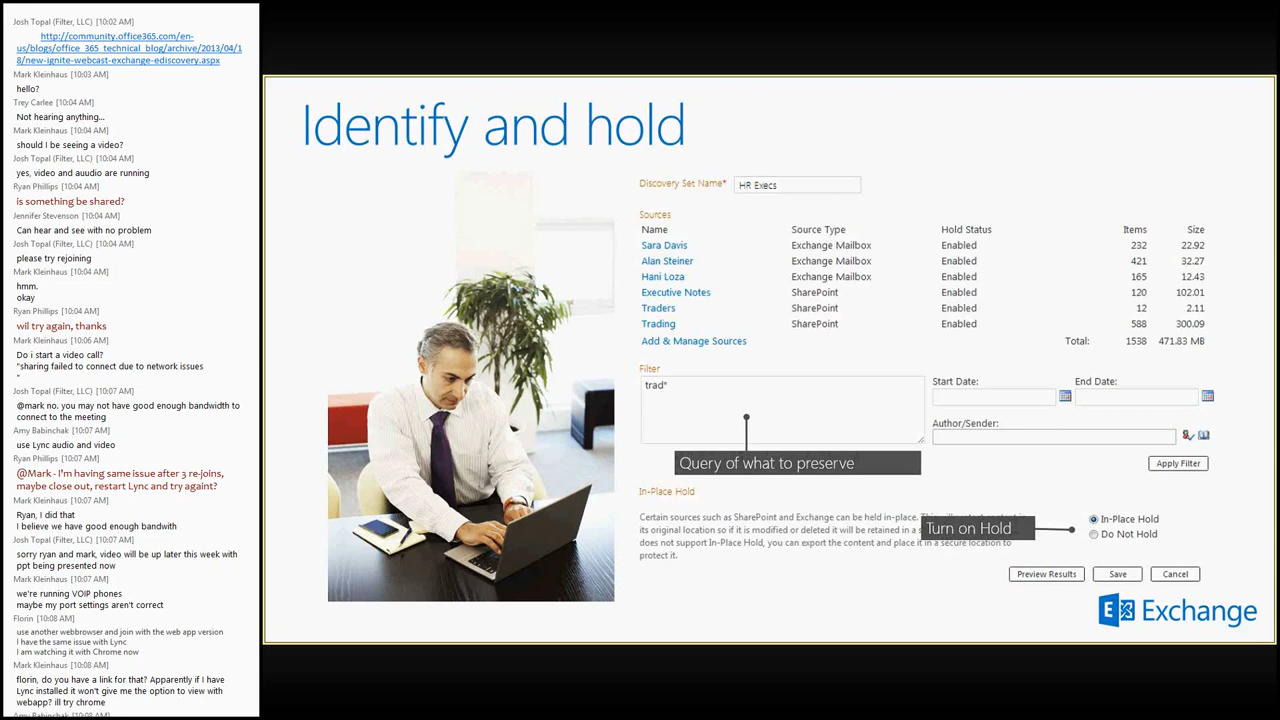 Josh Topal (Filter, LLC) [10:02 AM]
http://community.office365.com/en-
us/blogs/office_365_technical_blog/archive/2013/04/1
8/new-ignite-webcast-exchange-ediscovery.aspx
Mark Kleinhaus [10:03 AM]
hello?
Trey Carlee [10:04 AM]
Not hearing anything...
Mark Kleinhaus [10:04 AM]
should I be seeing a video?
Josh Topal (Filter, LLC) [10:04 AM]
yes, video and auudio are running
Ryan Phillips [10:04 AM]
is something be shared?
Jennifer Stevenson [10:04 AM]
Can hear and see with no problem
Josh Topal (Filter, LLC) [10:04 AM]
please try rejoining
Mark Kleinhaus [10:04 AM]
hmm.
okay
Ryan Phillips [10:04 AM]
wil try again, thanks
Mark Kleinhaus [10:06 AM]
Do i start a video call?
"sharing failed to connect due to network issues
"
Josh Topal (Filter, LLC) [10:07 AM]
@mark no. you may not have good enough bandwidth to
connect to the meeting
Amy Babinchak [10:07 AM]
use Lync audio and video
Ryan Phillips [10:07 AM]
@Mark - I'm having same issue after 3 re-joins,
maybe close out, restart Lync and try againt?
Mark Kleinhaus [10:07 AM]
Ryan, I did that
I believe we have good enough bandwith
Josh Topal (Filter, LLC) [10:07 AM]
sorry ryan and mark, video will be up later this week with
ppt being presented now
Mark Kleinhaus [10:07 AM]
we're running VOIP phones
maybe my port settings aren't correct
Florin [10:08 AM]
use another webbrowser and join with the web app version
I have the same issue with Lync
I am watching it with Chrome now
Mark Kleinhaus [10:08 AM]
florin, do you have a link for that? Apparently if I have
Lync installed it won't give me the option to view with
webapp? ill try chrome
Amy Babinchak [10:08 AM]
Identify and hold
Discovery Set Name* HR Execs
Sources
Name Source Type Hold Status Items Size
Sara Davis Exchange Mailbox Enabled 232 22.92
Alan Steiner Exchange Mailbox Enabled 421 32.27
Hani Loza Exchange Mailbox Enabled 165 12.43
Executive Notes SharePoint Enabled 120 102.01
Traders SharePoint Enabled 12 2.11
Trading SharePoint Enabled 588 300.09
Add & Manage Sources Total: 1538 471.83 MB
Filter
trad*
Start Date: End Date:
Author/Sender:
Query of what to preserve
Apply Filter
In-Place Hold
Certain sources such as SharePoint and Exchange can be held in-place.
its original location so if it is modified or deleted it will be retained in a
does not support In-Place Hold, you can export the content and place it in a secure location to
protect it.
Turn on Hold
In-Place Hold
Do Not Hold
Preview Results Save Cancel
Exchange